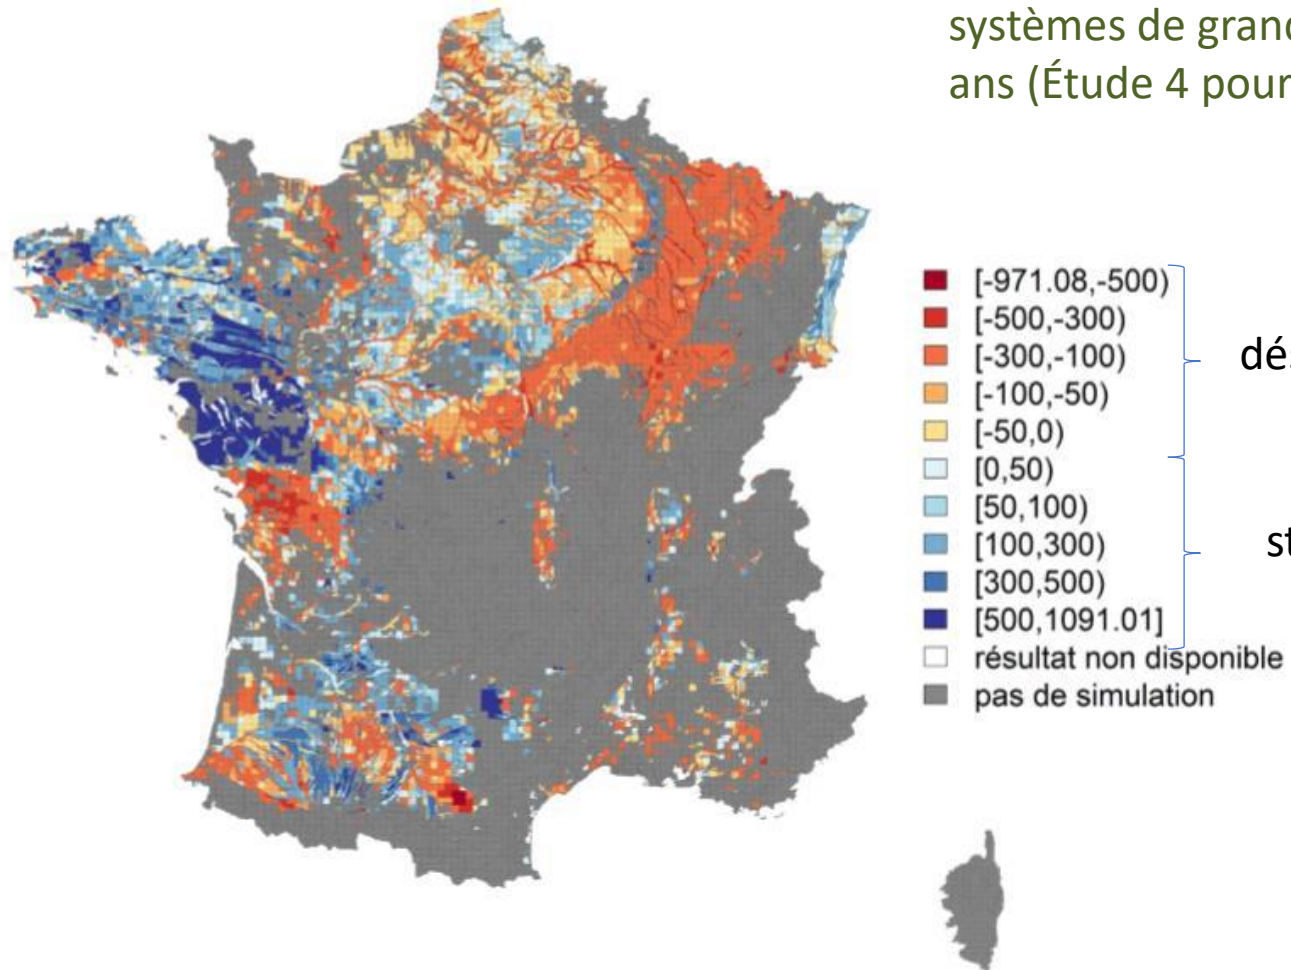 systèmes de grand
ans (Étude 4 pour
[-971.08,-500)
[-500,-300)
[-300,-100)
[-100,-50)
[-50,0)
[0,50)
[50,100)
[100,300)
[300,500)
[500,1091.01]
résultat non disponible
pas de simulation
dés
st